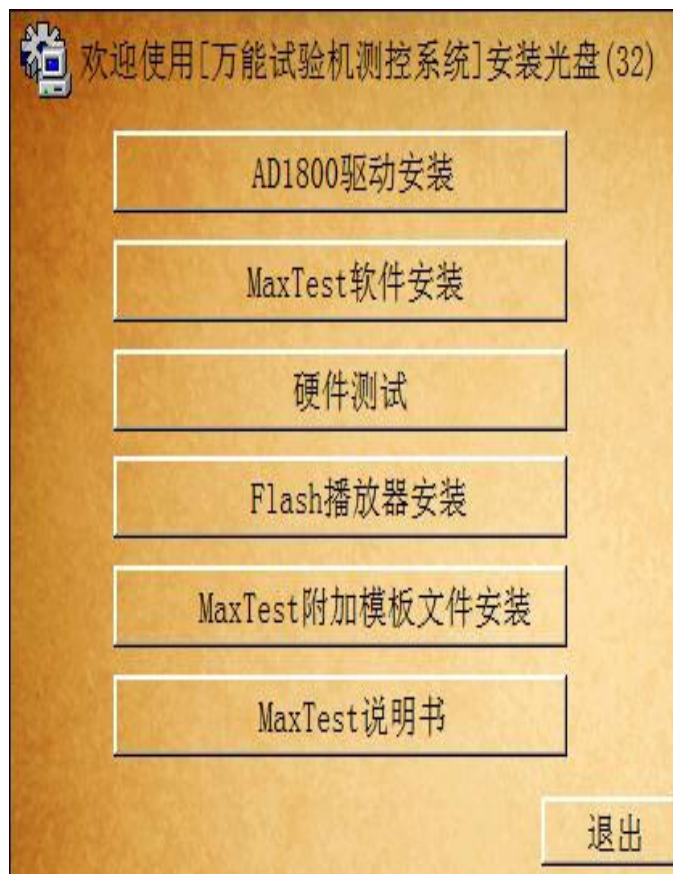 欢迎使用[万能试验机测控系统]安装光盘(32)
AD1800驱动安装
MaxTest软件安装
硬件测试
Flash播放器安装
MaxTest附加模板文件安装
MaxTest说明书
退出